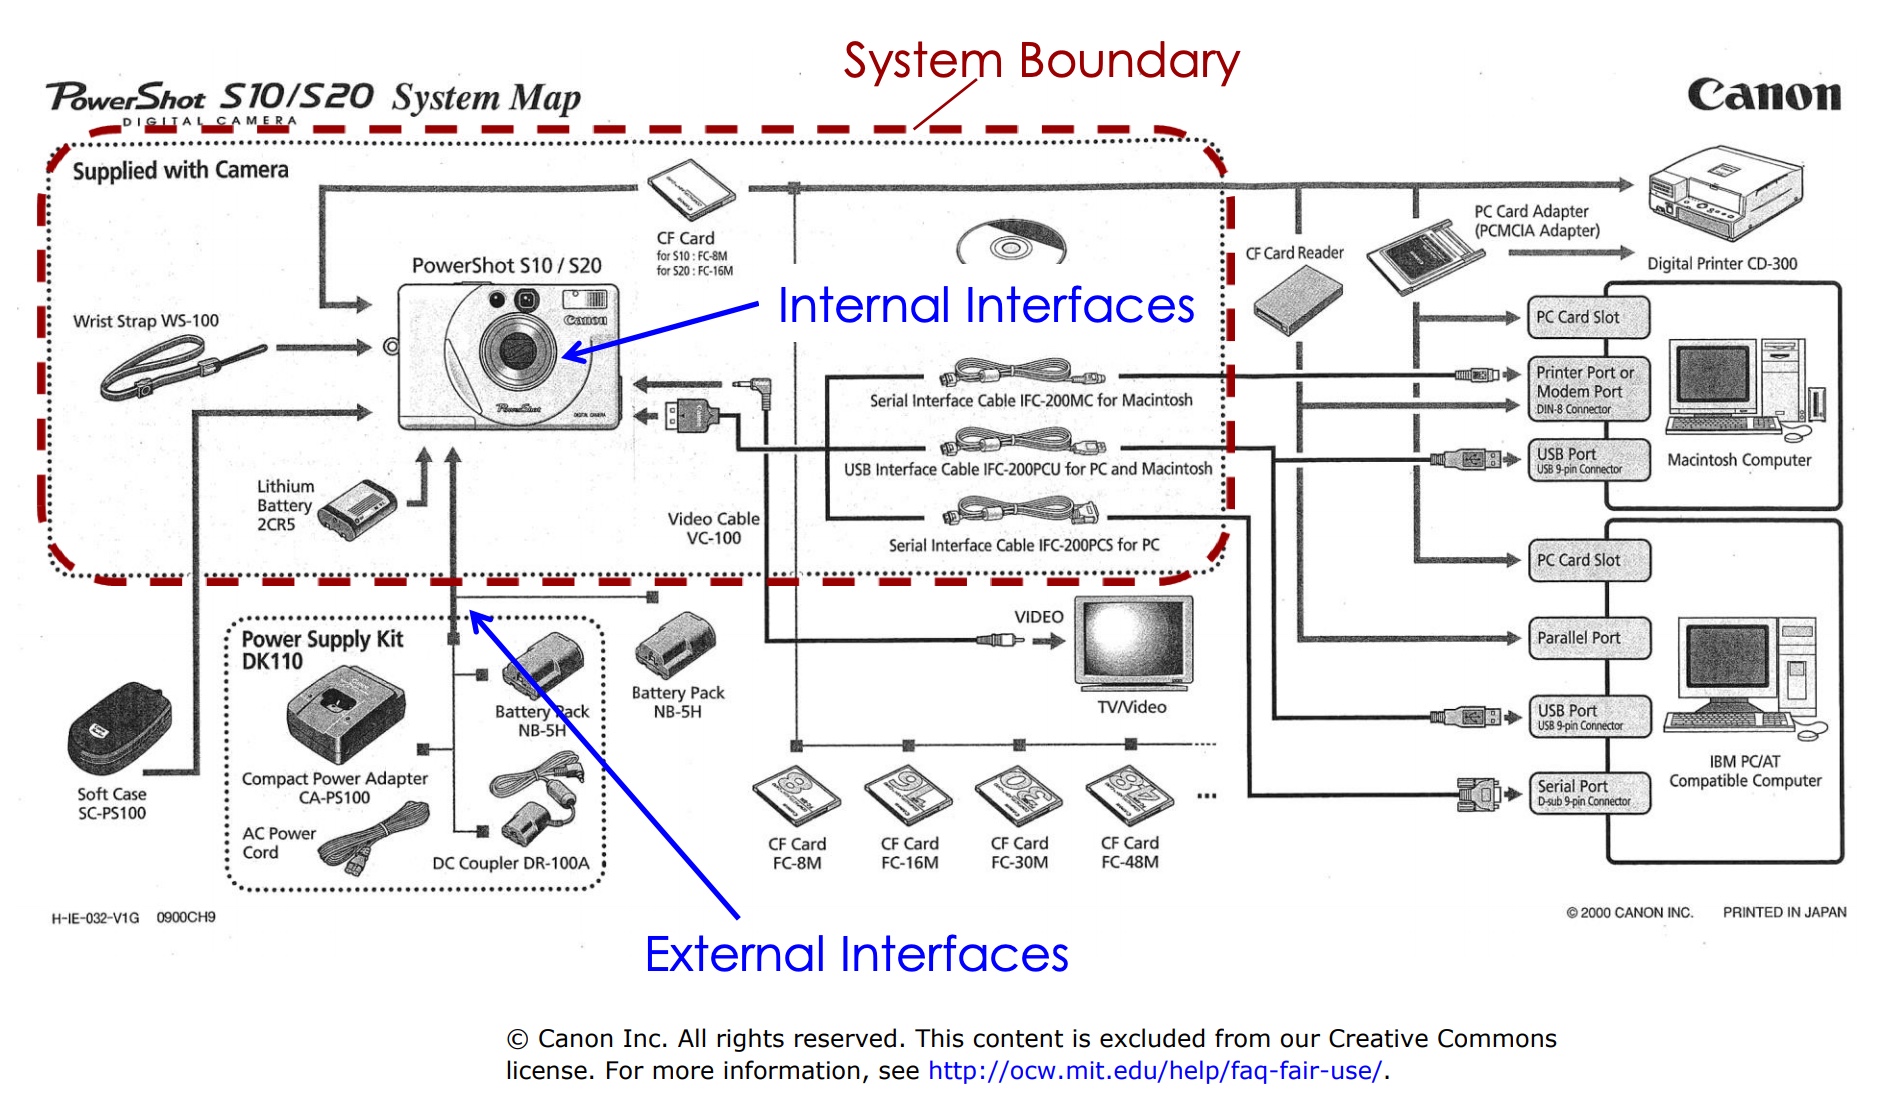 System Boundary
PowerShot S10/S20 System Map
DIGITAL CAMERA
Canon
Supplied with Camera
CF Card
for S10 : FC-8M
for S20 : FC-16M
PowerShot S10 / S20
Wrist Strap WS-100
Canon
PowerShot
DIGITAL CAMERA
Internal Interfaces
Lithium
Battery
2CR5
Video Cable
VC-100
Serial Interface Cable IFC-200MC for Macintosh
USB Interface Cable IFC-200PCU for PC and Macintosh
Serial Interface Cable IFC-200PCS for PC
CF Card Reader
PC Card Adapter
(PCMCIA Adapter)
Digital Printer CD-300
PC Card Slot
Printer Port or
Modem Port
DIN-8 Connector
USB Port
USB 9-pin Connector
Macintosh Computer
PC Card Slot
Parallel Port
USB Port
USB 9-pin Connector
Serial Port
D-sub 9-pin Connector
IBM PC/AT
Compatible Computer
Power Supply Kit
DK110
Battery Pack
NB-5H
Battery Pack
NB-5H
Compact Power Adapter
CA-PS100
AC Power
Cord
DC Coupler DR-100A
Soft Case
SC-PS100
VIDEO
TV/Video
8
16
30
48
CF Card
FC-8M
CF Card
FC-16M
CF Card
FC-30M
CF Card
FC-48M
H-IE-032-V1G 0900CH9
© 2000 CANON INC. PRINTED IN JAPAN
External Interfaces
© Canon Inc. All rights reserved. This content is excluded from our Creative Commons
license. For more information, see http://ocw.mit.edu/help/faq-fair-use/.